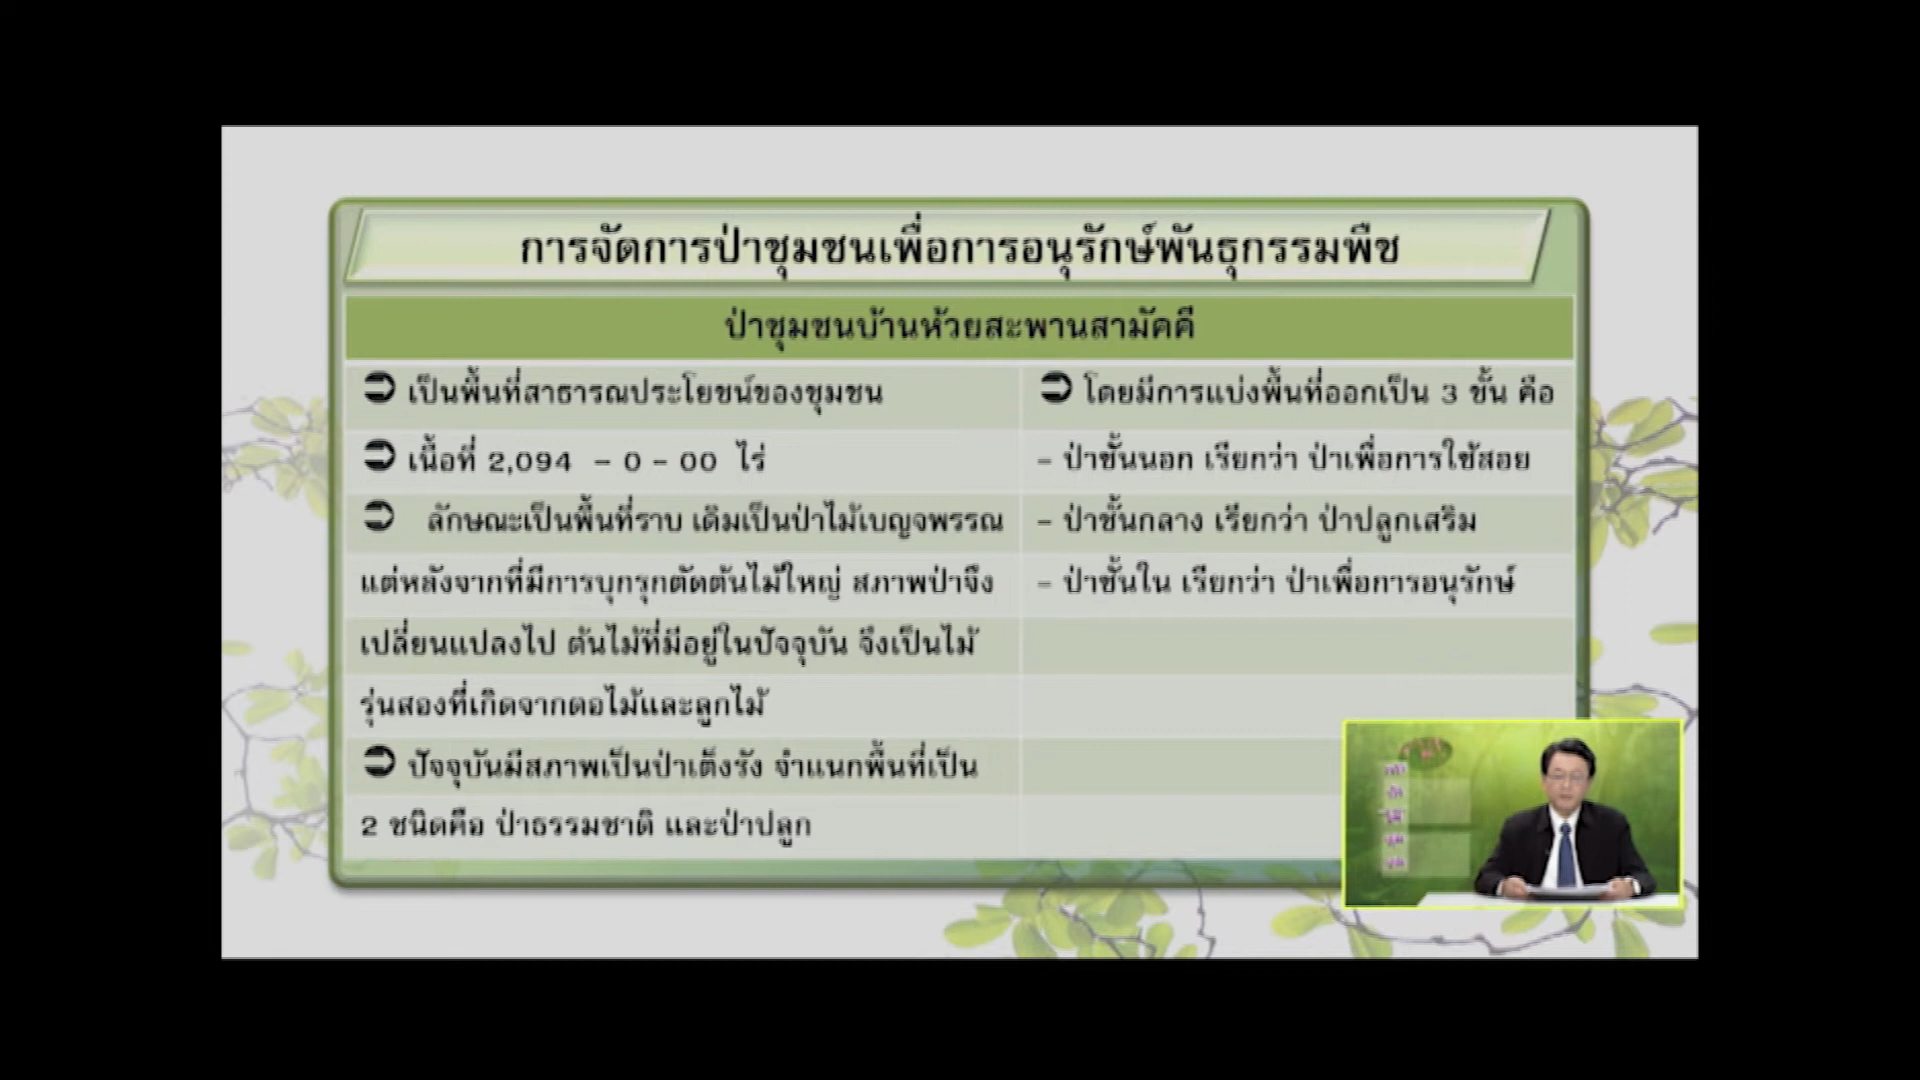 การจัดการป่าชุมชนเพื่อการอนุรักษ์พันธุกรรมพืช
ป่าชุมชนบ้านห้วยสะพานสามัคคี
➲ เป็นพื้นที่สาธารณประโยชน์ของชุมชน
➲ เนื้อที่ 2,094 – 0 – 00 ไร่
➲ ลักษณะเป็นพื้นที่ราบ เดิมเป็นป่าไม้เบญจพรรณ
แต่หลังจากที่มีการบุกรุกตัดต้นไม้ใหญ่ สภาพป่าจึง
เปลี่ยนแปลงไป ต้นไม้ที่มีอยู่ในปัจจุบัน จึงเป็นไม้
รุ่นสองที่เกิดจากตอไม้และลูกไม้
➲ ปัจจุบันมีสภาพเป็นป่าเต็งรัง จำแนกพื้นที่เป็น
2 ชนิดคือ ป่าธรรมชาติ และป่าปลูก
➲ โดยมีการแบ่งพื้นที่ออกเป็น 3 ชั้น คือ
– ป่าชั้นนอก เรียกว่า ป่าเพื่อการใช้สอย
– ป่าชั้นกลาง เรียกว่า ป่าปลูกเสริม
– ป่าชั้นใน เรียกว่า ป่าเพื่อการอนุรักษ์